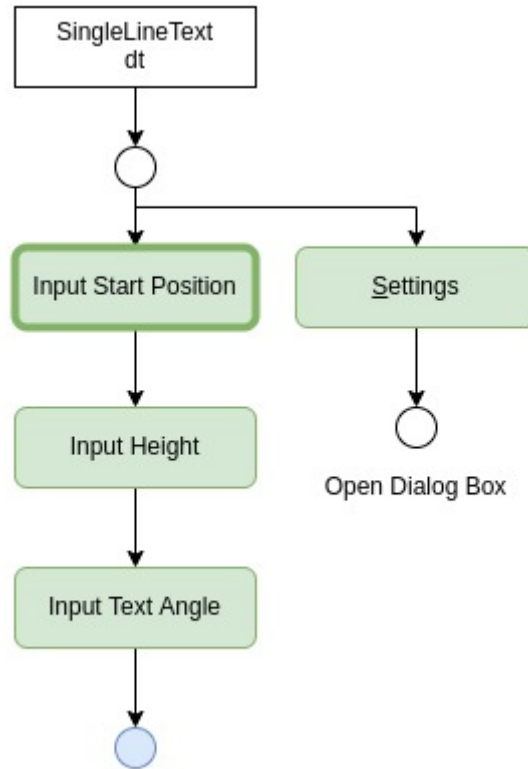 SingleLineText
dt
Input Start Position
Settings
Input Height
Open Dialog Box
Input Text Angle